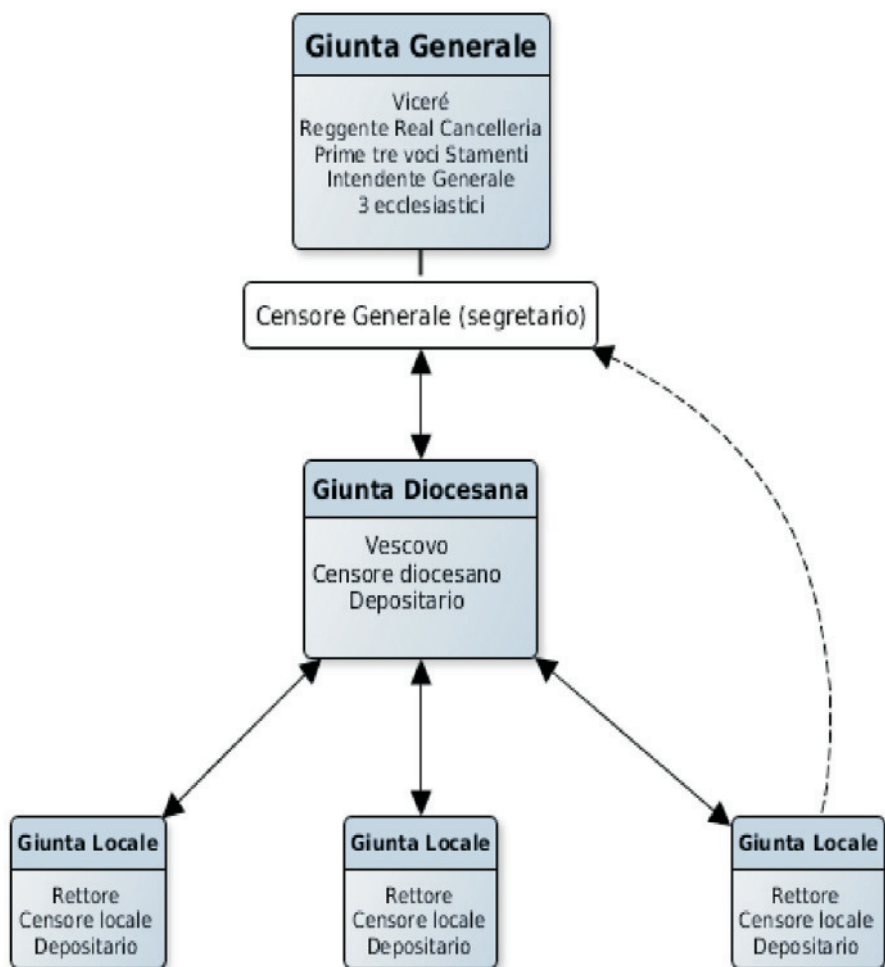 Giunta Generale
Viceré
Reggente Real Cancelleria
Prime tre voci Stamenti
Intendente Generale
3 ecclesiastici
Censore Generale (segretario)
Giunta Diocesana
Vescovo
Censore diocesano
Depositario
Giunta Locale
Rettore
Censore locale
Depositario
Giunta Locale
Rettore
Censore locale
Depositario
Giunta Locale
Rettore
Censore locale
Depositario